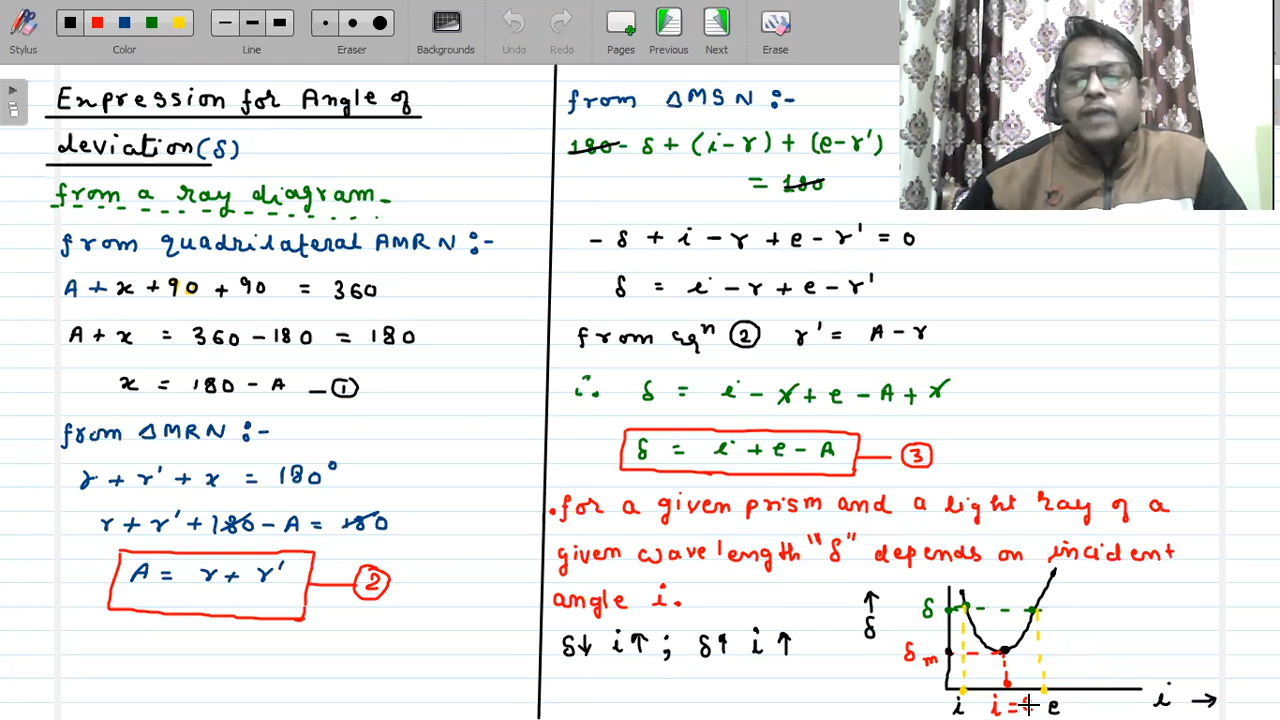 Stylus Color Line Eraser Backgrounds Undo Redo Pages Previous Next Erase
Expression for Angle of
deviation (δ)
from a ray diagram
from quadrilateral AMRN :-
A + x + 90 + 90 = 360
A + x = 360 - 180 = 180
x = 180 - A — ①
from ΔMRN :-
r + r' + x = 180°
r + r' + 180 - A = 180
A = r + r' — ②
from ΔMSN :-
180 - δ + (i - r) + (e - r')
= 180
- δ + i - r + e - r' = 0
δ = i - r + e - r'
from eqn ② r' = A - r
∴ δ = i - r + e - A + r
δ = i + e - A — ③
• for a given prism and a light ray of a
given wavelength "δ" depends on incident
angle i.
δ↓ i↑ ; δ↑ i↑
↑
δ
δ
δm
i i = e i →